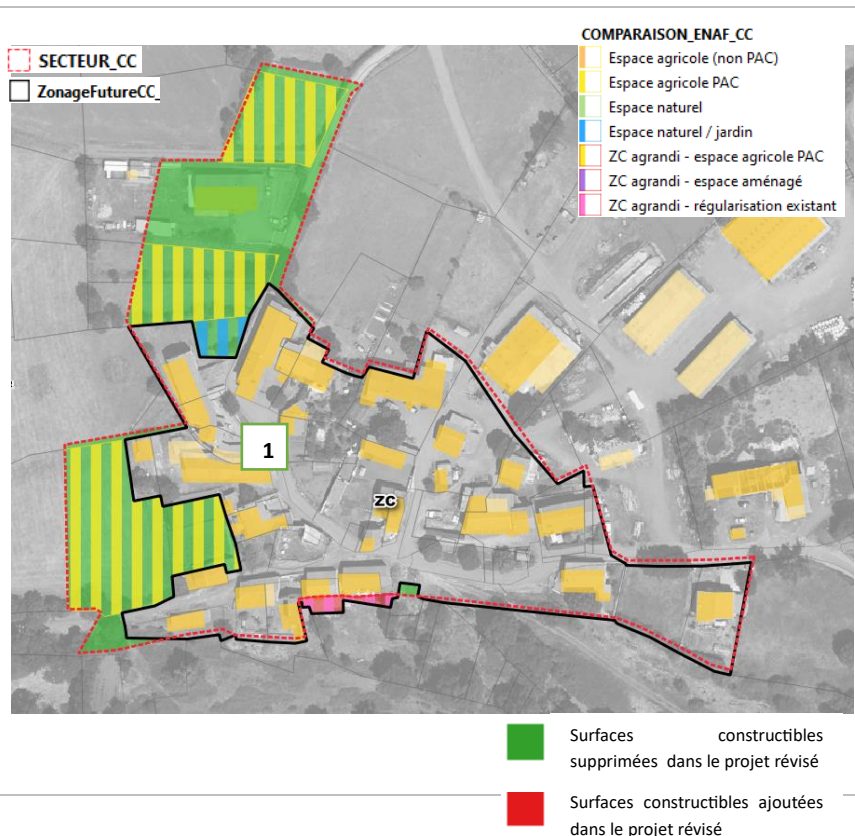 SECTEUR_CC
ZonageFutureCC_
COMPARAISON_ENAF_CC
Espace agricole (non PAC)
Espace agricole PAC
Espace naturel
Espace naturel / jardin
ZC agrandi - espace agricole PAC
ZC agrandi - espace aménagé
ZC agrandi - régularisation existant
1
ZC
Surfaces constructibles
supprimées dans le projet révisé
Surfaces constructibles ajoutées
dans le projet révisé